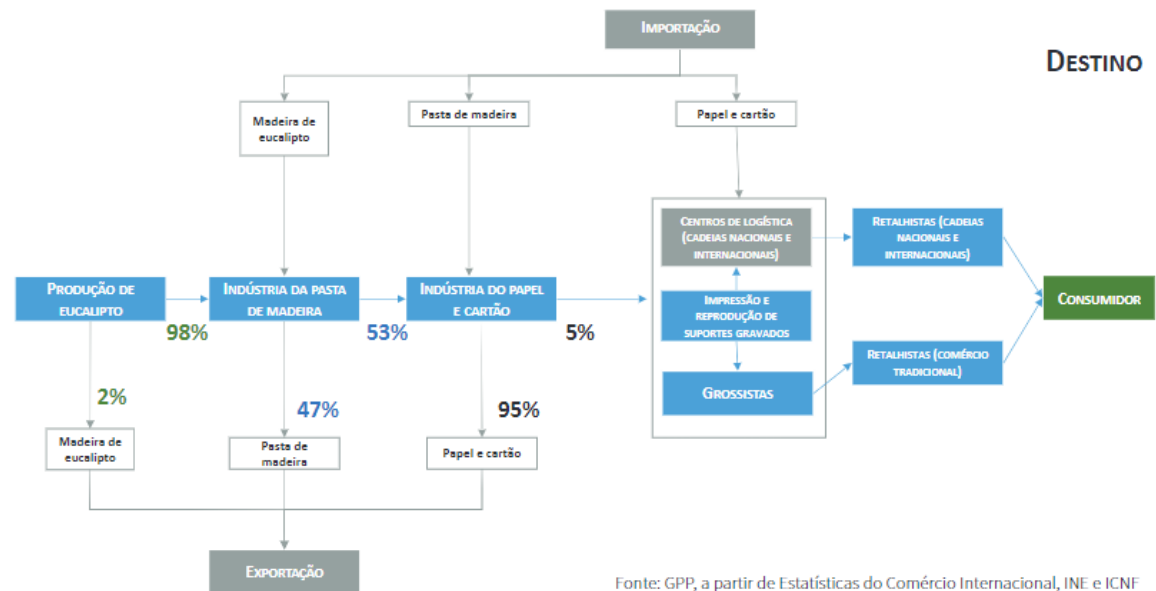 IMPORTAÇÃO
DESTINO
Madeira de
eucalipto
Pasta de madeira
Papel e cartão
CENTROS DE LOGÍSTICA
(CADEIAS NACIONAIS E
INTERNACIONAIS)
RETALHISTAS (CADEIAS
NACIONAIS E
INTERNACIONAIS)
PRODUÇÃO DE
EUCALIPTO
INDÚSTRIA DA PASTA
DE MADEIRA
INDÚSTRIA DO PAPEL
E CARTÃO
IMPRESSÃO E
REPRODUÇÃO DE
SUPORTES GRAVADOS
CONSUMIDOR
98%
53%
5%
RETALHISTAS (COMÉRCIO
TRADICIONAL)
GROSSISTAS
2%
47%
95%
Madeira de
eucalipto
Pasta de
madeira
Papel e cartão
EXPORTAÇÃO
Fonte: GPP, a partir de Estatísticas do Comércio Internacional, INE e ICNF